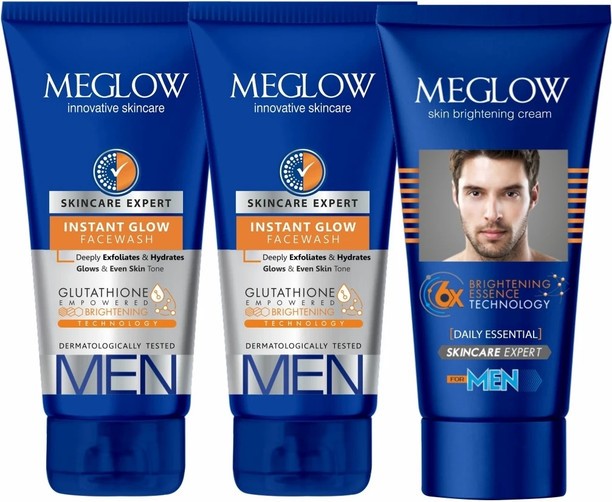 MEGLOW
innovative skincare
SKINCARE EXPERT
INSTANT GLOW
FACEWASH
Deeply Exfoliates & Hydrates
Glows & Even Skin Tone
GLUTATHIONE
EMPOWERED
BRIGHTENING
TECHNOLOGY
DERMATOLOGICALLY TESTED
MEN
MEGLOW
innovative skincare
SKINCARE EXPERT
INSTANT GLOW
FACEWASH
Deeply Exfoliates & Hydrates
Glows & Even Skin Tone
GLUTATHIONE
EMPOWERED
BRIGHTENING
TECHNOLOGY
DERMATOLOGICALLY TESTED
MEN
MEGLOW
skin brightening cream
6x
BRIGHTENING
ESSENCE
TECHNOLOGY
[DAILY ESSENTIAL]
SKINCARE EXPERT
FOR MEN